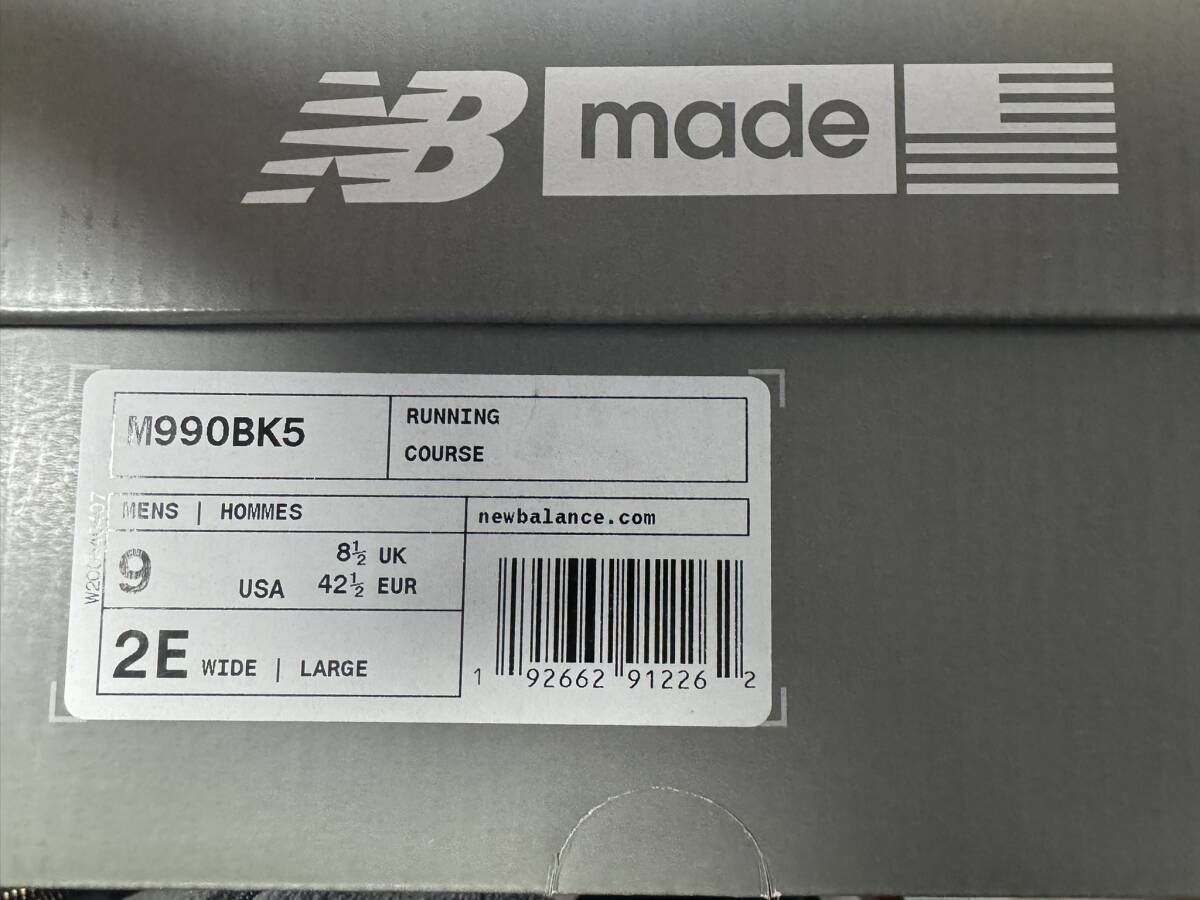 NB made
M990BK5
RUNNING
COURSE
MENS | HOMMES
newbalance.com
9
USA
8½ UK
42½ EUR
2E WIDE | LARGE
1 92662 91226 2